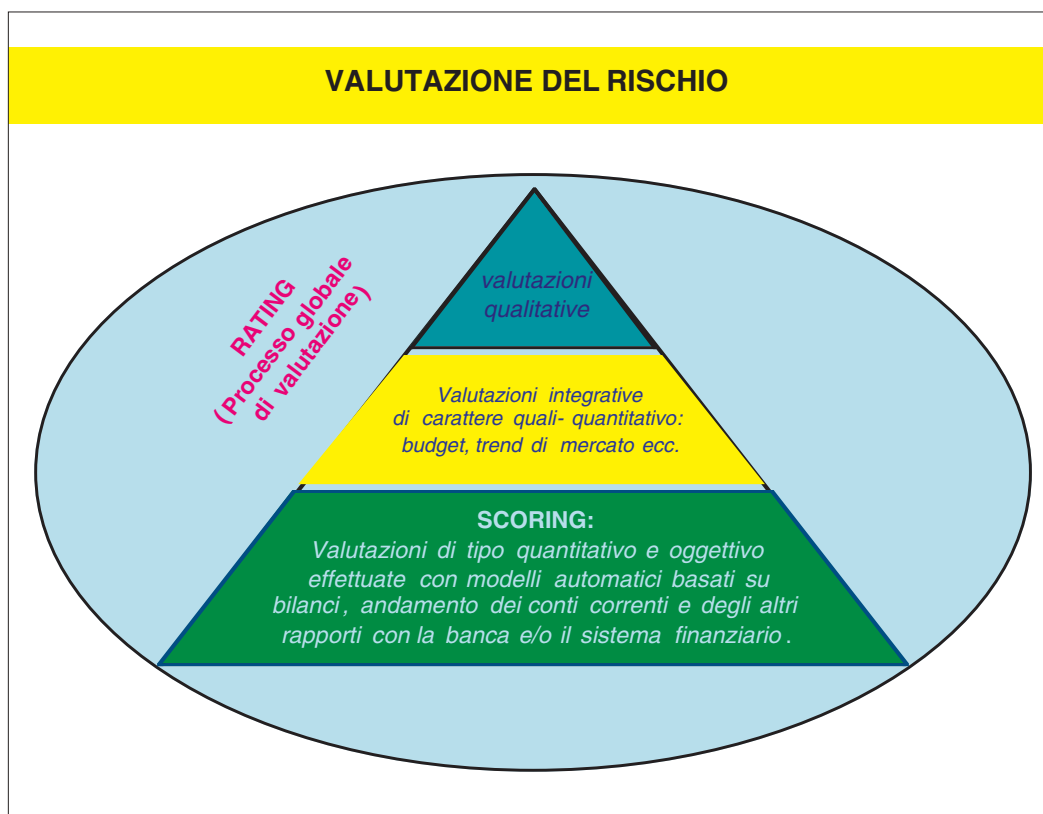 VALUTAZIONE DEL RISCHIO
RATING
(Processo globale
di valutazione)
valutazioni
qualitative
Valutazioni integrative
di carattere quali- quantitativo:
budget, trend di mercato ecc.
SCORING:
Valutazioni di tipo quantitativo e oggettivo
effettuate con modelli automatici basati su
bilanci, andamento dei conti correnti e degli altri
rapporti con la banca e/o il sistema finanziario.